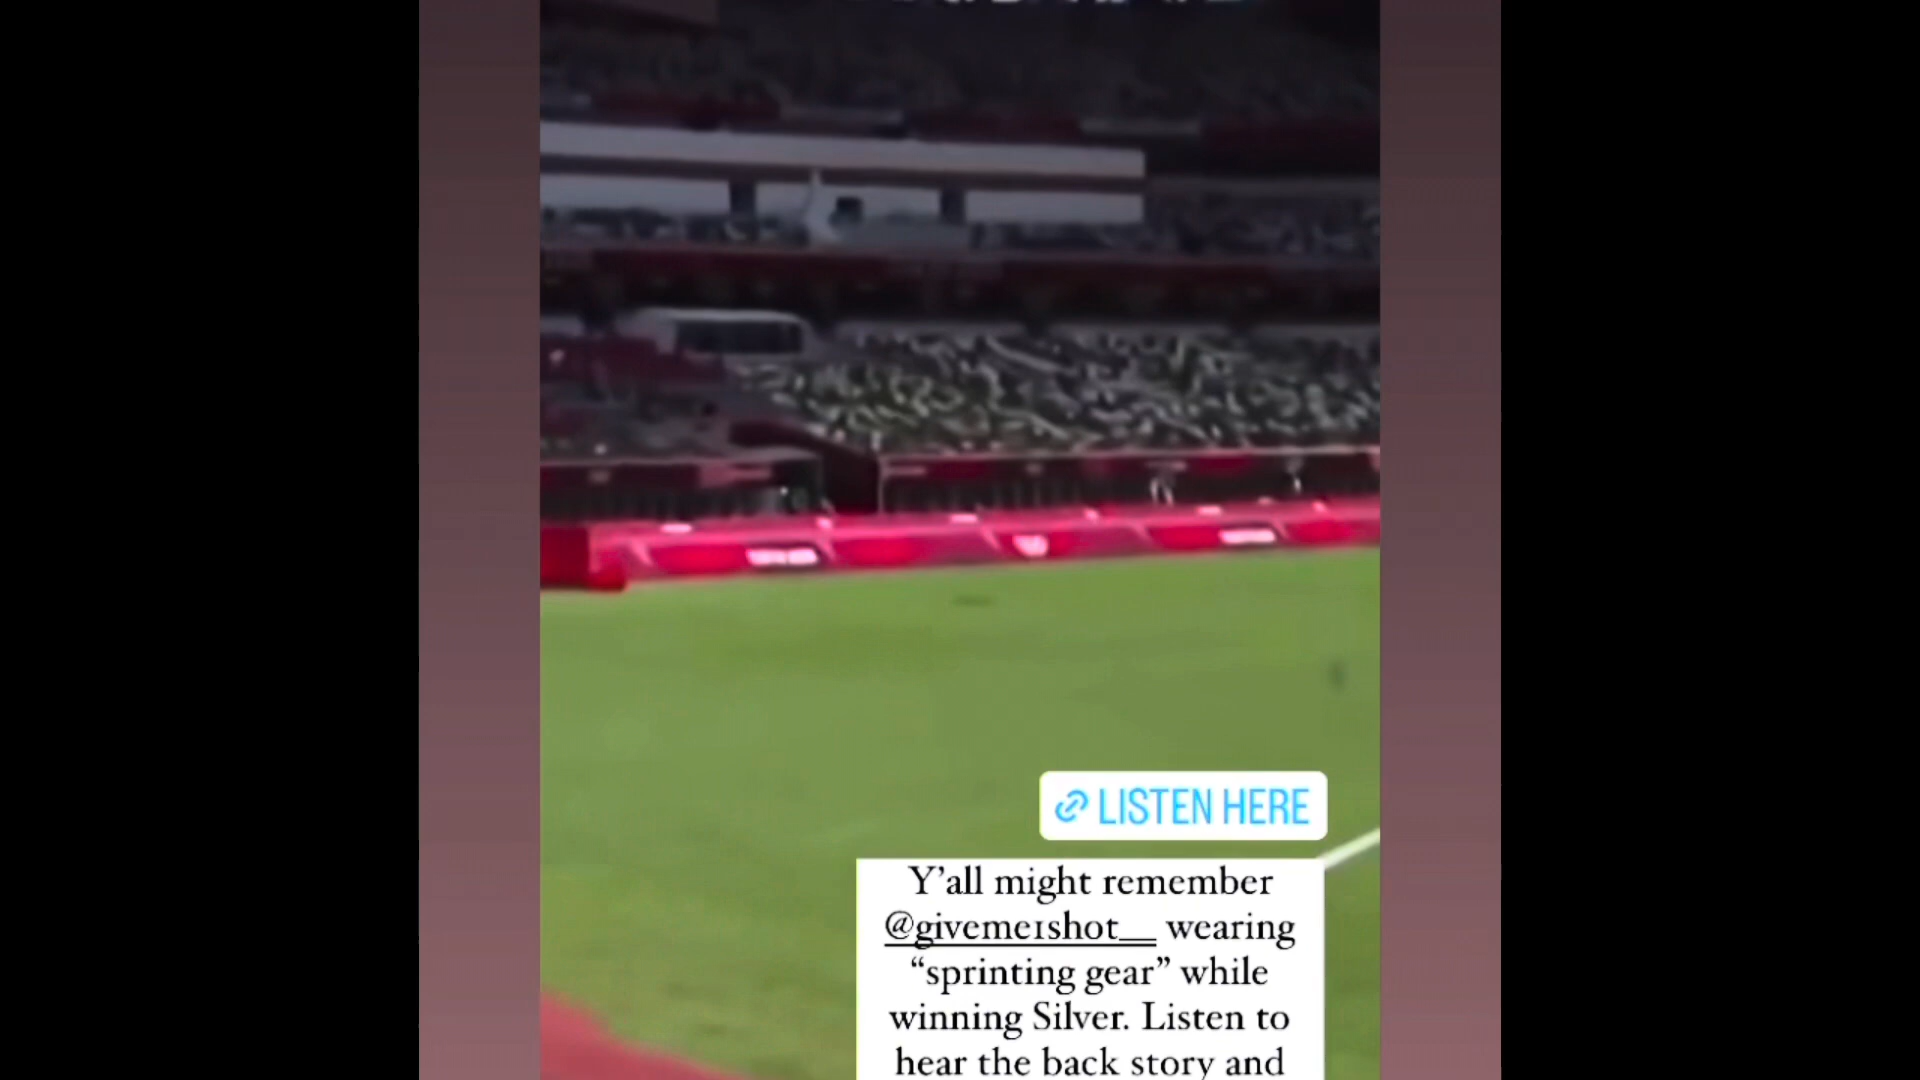 LISTEN HERE
Y’all might remember
@giveme1shot__ wearing
“sprinting gear” while
winning Silver. Listen to
hear the back story and